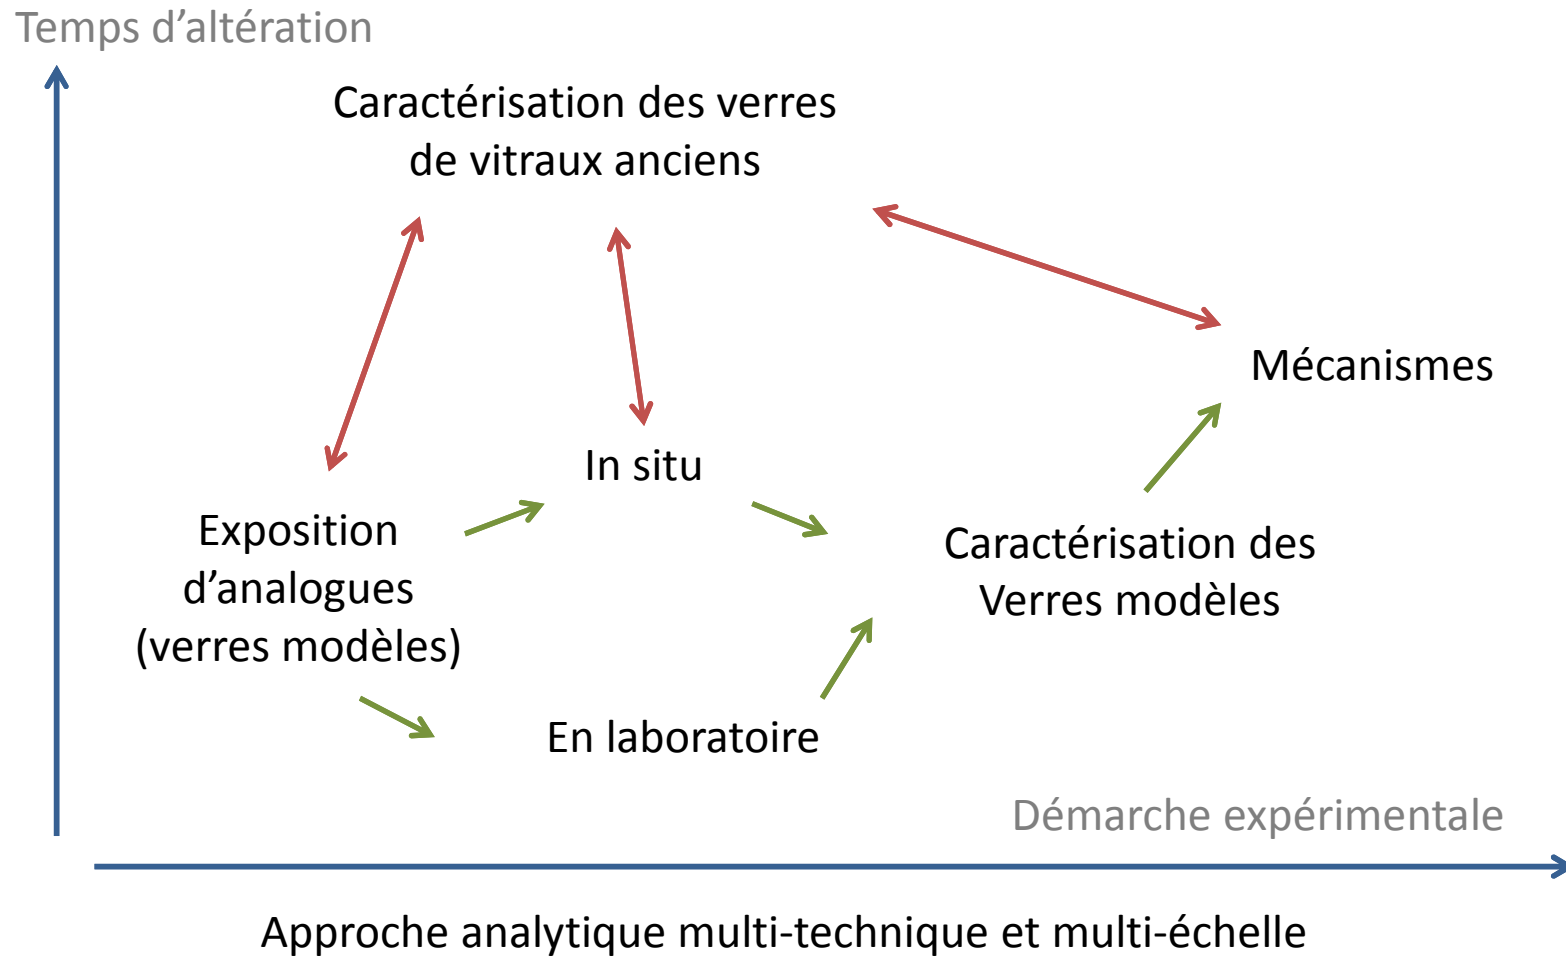 Temps d'altération
Caractérisation des verres
de vitraux anciens
Mécanismes
In situ
Exposition
d'analogues
(verres modèles)
Caractérisation des
Verres modèles
En laboratoire
Démarche expérimentale
Approche analytique multi-technique et multi-échelle